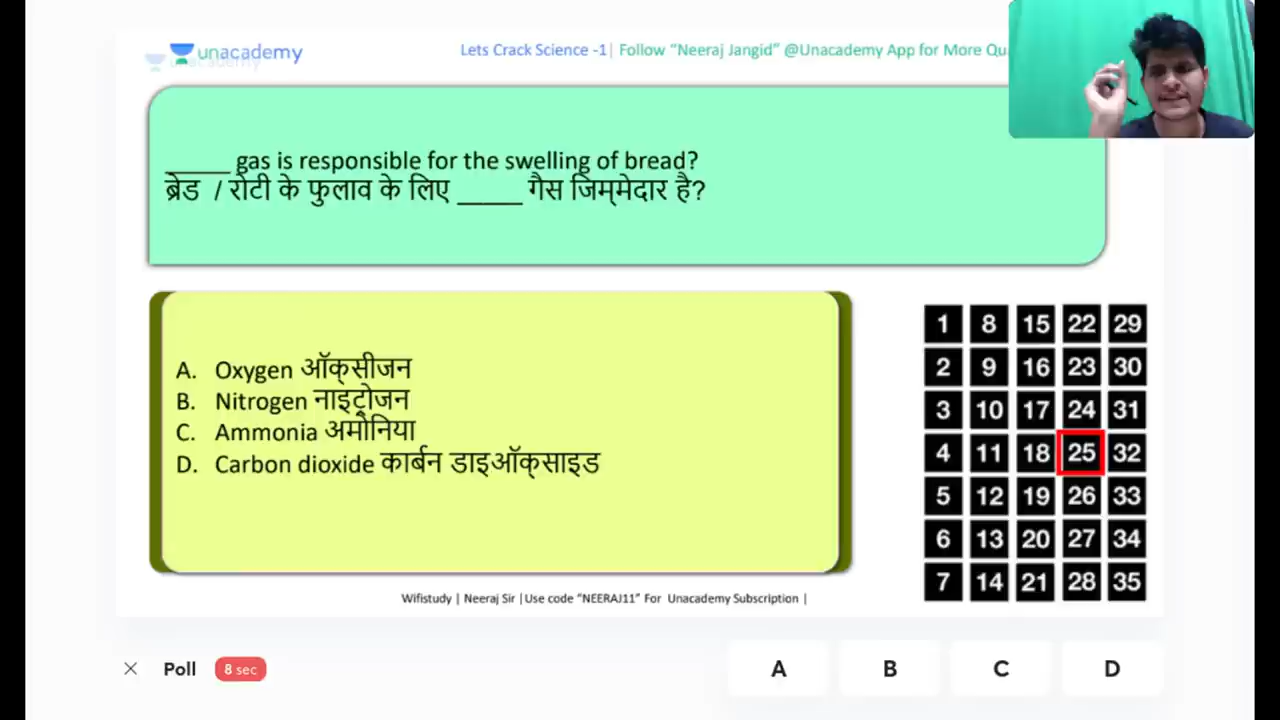 unacademy
Lets Crack Science -1| Follow “Neeraj Jangid” @Unacademy App for More Qu
_____ gas is responsible for the swelling of bread?
ब्रेड / रोटी के फुलाव के लिए _____ गैस जिम्मेदार है?
A. Oxygen ऑक्सीजन
B. Nitrogen नाइट्रोजन
C. Ammonia अमोनिया
D. Carbon dioxide कार्बन डाइऑक्साइड
1 8 15 22 29
2 9 16 23 30
3 10 17 24 31
4 11 18 25 32
5 12 19 26 33
6 13 20 27 34
7 14 21 28 35
Wifistudy | Neeraj Sir |Use code “NEERAJ11” For Unacademy Subscription |
Poll 8 sec A B C D